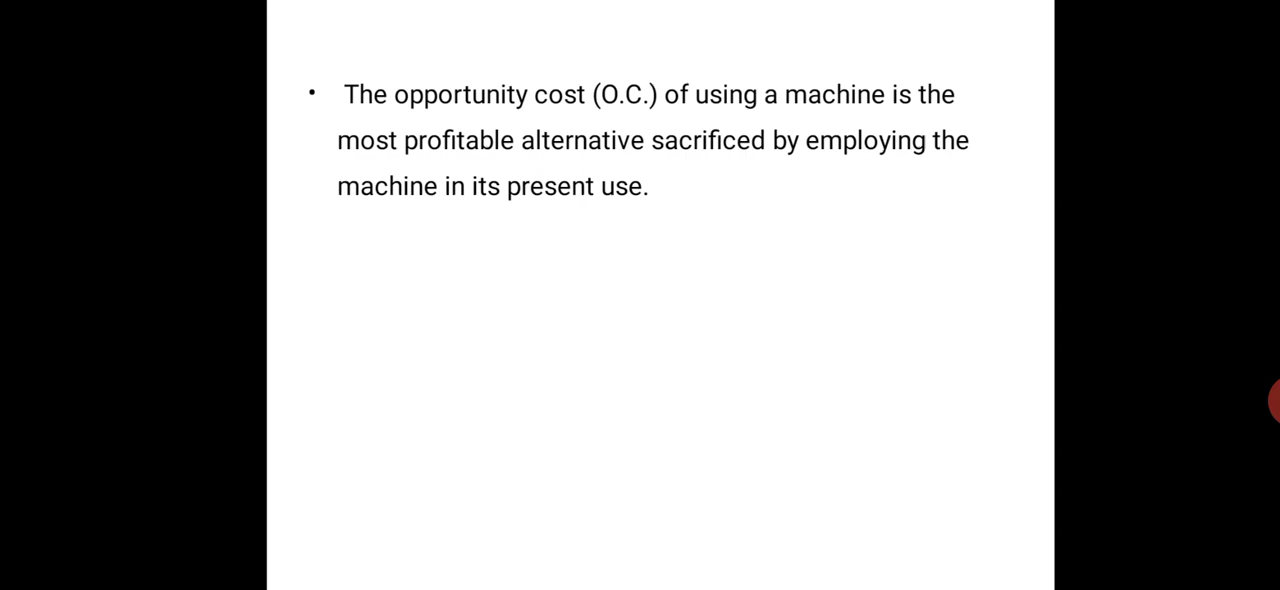 • The opportunity cost (O.C.) of using a machine is the
most profitable alternative sacrificed by employing the
machine in its present use.